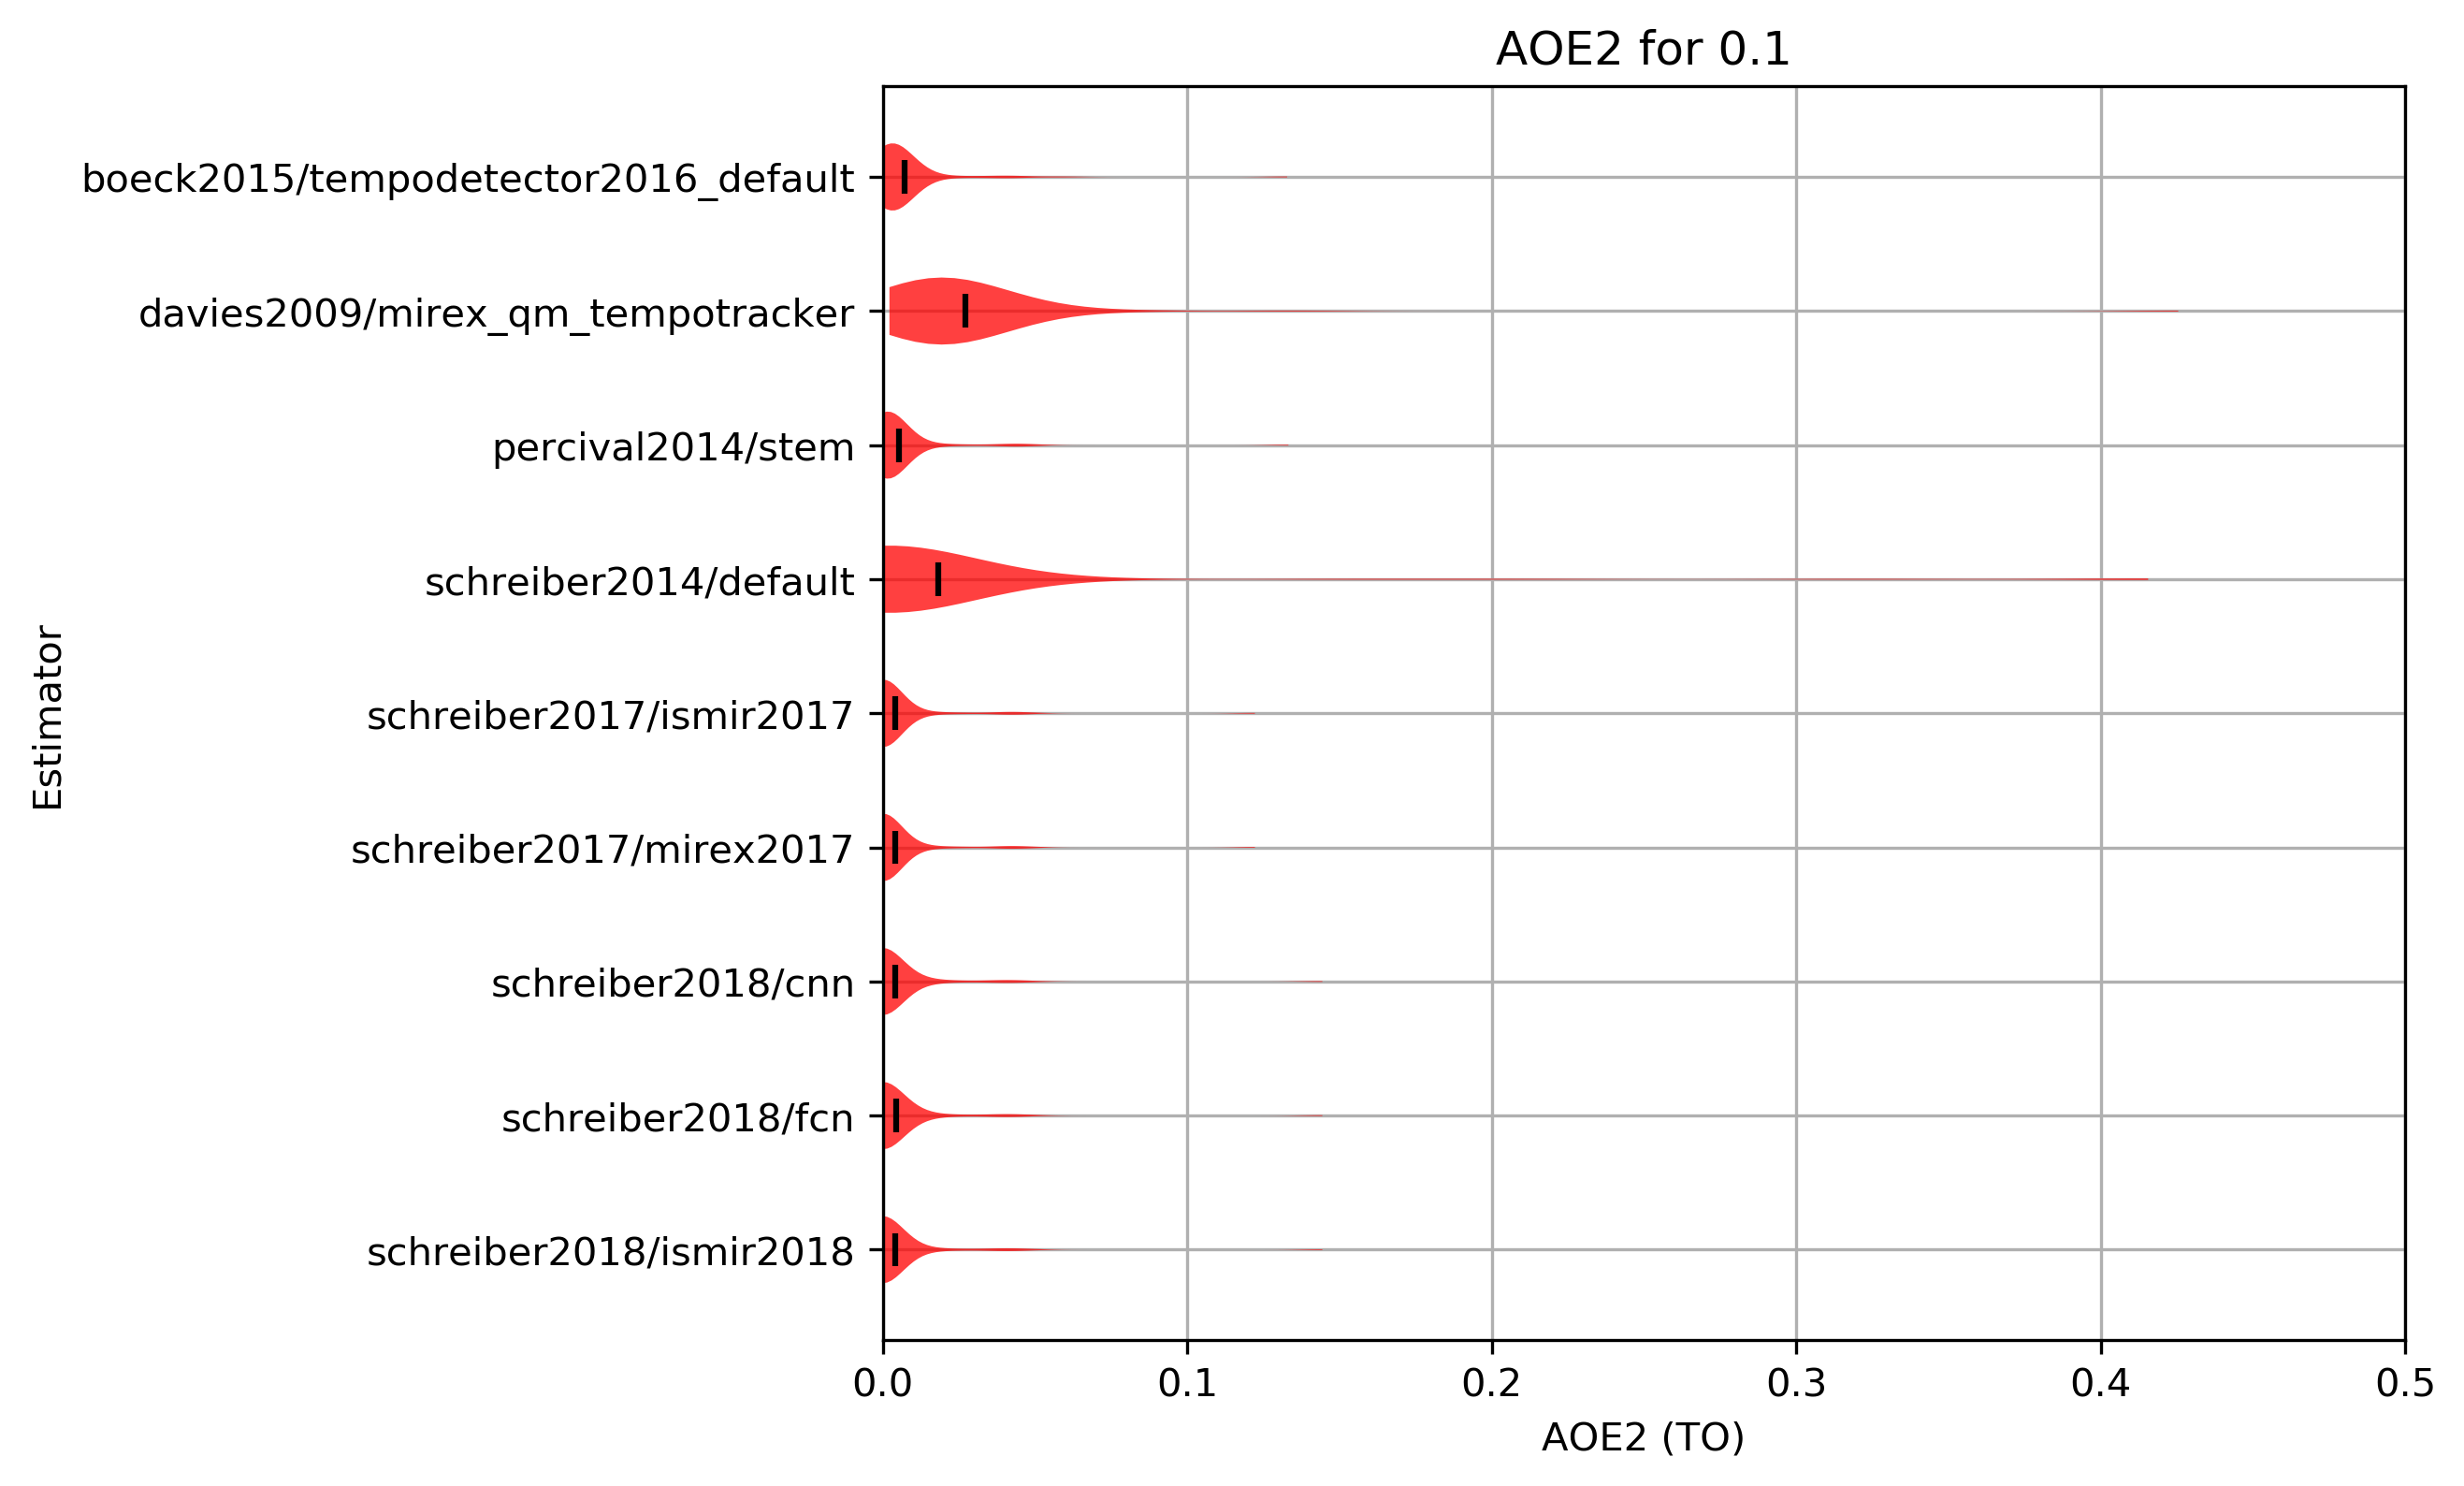 AOE2 for 0.1
boeck2015/tempodetector2016_default
davies2009/mirex_qm_tempotracker
percival2014/stem
schreiber2014/default
schreiber2017/ismir2017
schreiber2017/mirex2017
schreiber2018/cnn
schreiber2018/fcn
schreiber2018/ismir2018
Estimator
0.0 0.1 0.2 0.3 0.4 0.5
AOE2 (TO)